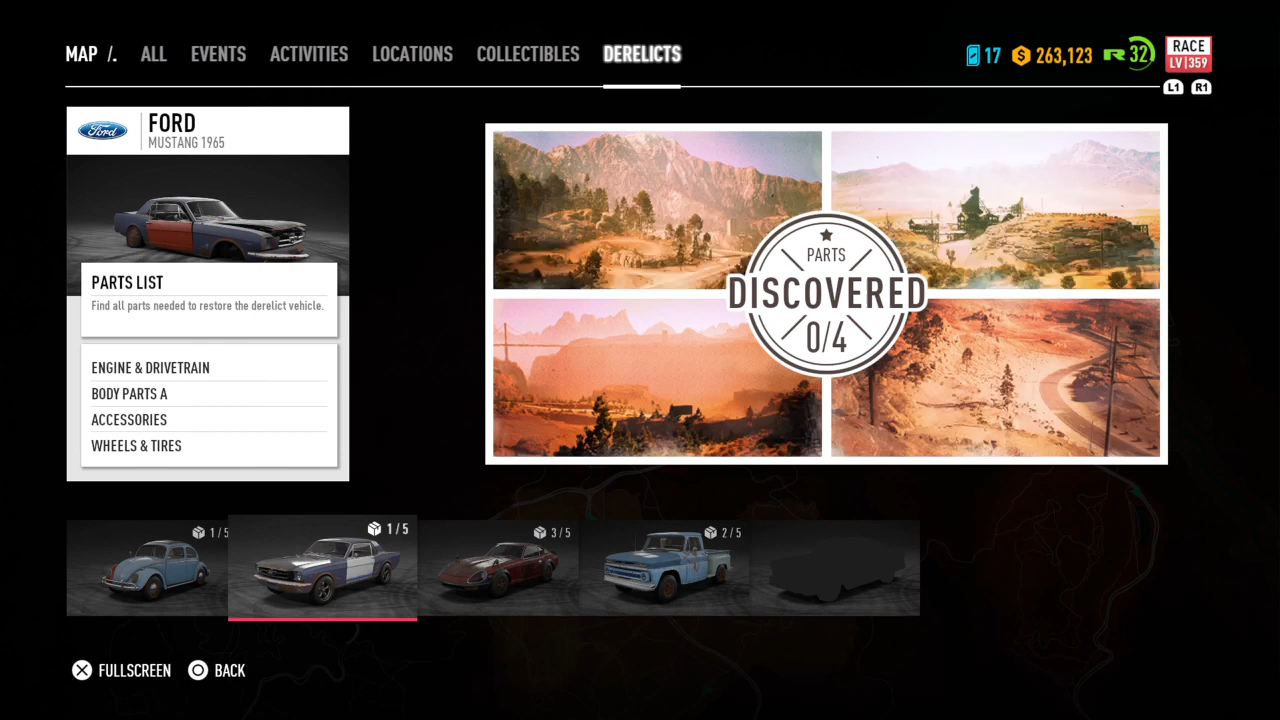 MAP /. ALL EVENTS ACTIVITIES LOCATIONS COLLECTIBLES DERELICTS
17 $ 263,123 R 32 RACE
LV|359
L1 R1
Ford FORD
MUSTANG 1965
PARTS LIST
Find all parts needed to restore the derelict vehicle.
ENGINE & DRIVETRAIN
BODY PARTS A
ACCESSORIES
WHEELS & TIRES
PARTS
DISCOVERED
0/4
1/5
1/5
3/5
2/5
FULLSCREEN BACK